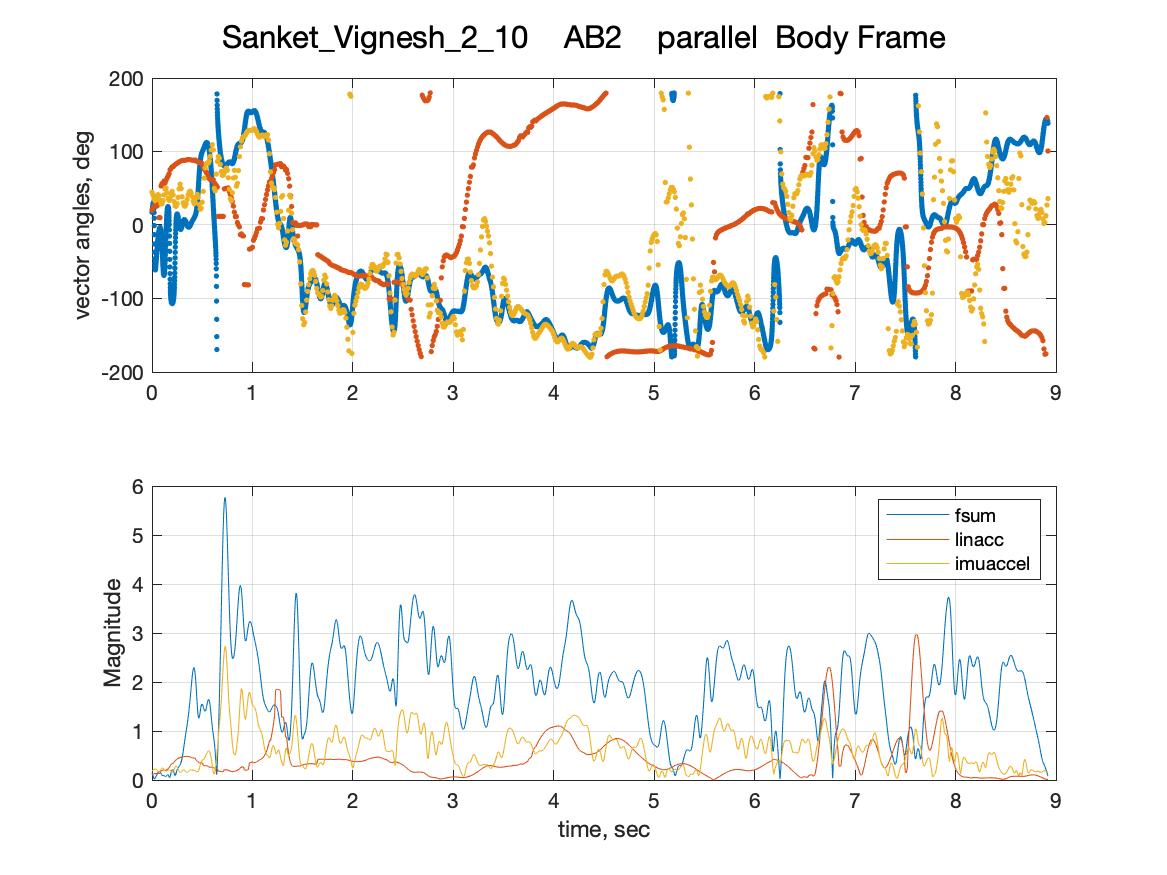 Sanket_Vignesh_2_10 AB2 parallel Body Frame
200
100
0
-100
-200
vector angles, deg
0 1 2 3 4 5 6 7 8 9
6
5
4
3
2
1
0
Magnitude
fsum
linacc
imuaccel
0 1 2 3 4 5 6 7 8 9
time, sec